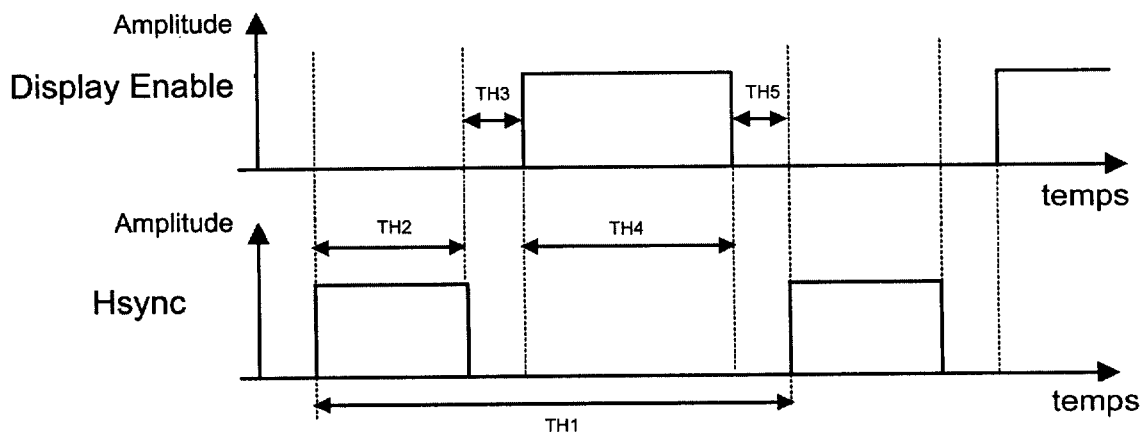 Amplitude
Display Enable
TH3
TH5
temps
Amplitude
TH2
TH4
Hsync
temps
TH1